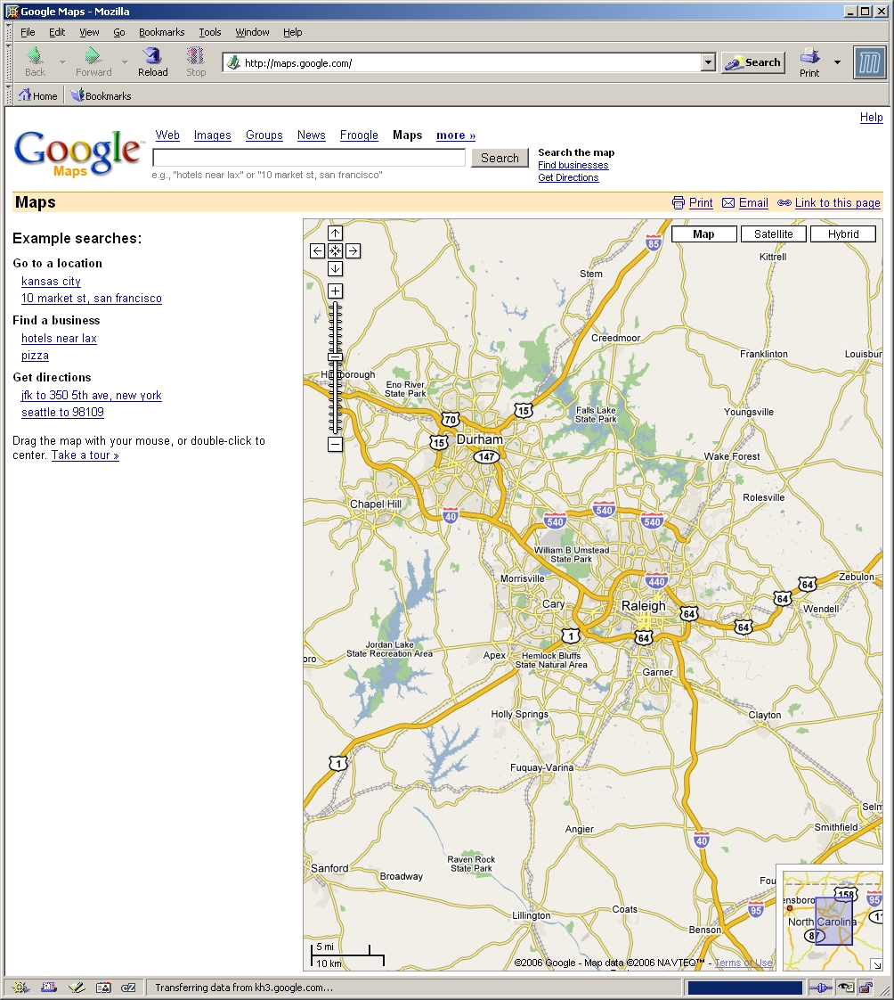 Google Maps - Mozilla
File Edit View Go Bookmarks Tools Window Help
Back Forward Reload Stop http://maps.google.com/ Search Print
Home Bookmarks
Help
Google Maps
Web Images Groups News Froogle Maps more »
Search
e.g., "hotels near lax" or "10 market st, san francisco"
Search the map
Find businesses
Get Directions
Maps
Print Email Link to this page
Example searches:
Go to a location
kansas city
10 market st, san francisco
Find a business
hotels near lax
pizza
Get directions
jfk to 350 5th ave, new york
seattle to 98109
Drag the map with your mouse, or double-click to
center. Take a tour »
Map Satellite Hybrid
85
Kittrell
Stem
Creedmoor
Franklinton
Louisbur
Hillsborough
Eno River
State Park
15
Falls Lake
State Park
Youngsville
70
15
Durham
147
Wake Forest
Rolesville
Chapel Hill
40
540
540
540
William B Umstead
State Park
Morrisville
440
64
Zebulon
64
Cary
Raleigh
64
Wendell
64
1
64
Jordan Lake
State Recreation Area
oro
Apex
Hemlock Bluffs
State Natural Area
Garner
Holly Springs
Clayton
1
Fuquay-Varina
Selm
Smithfield
Angier
40
Raven Rock
State Park
Sanford
Broadway
Fou
Lillington
Coats
95
Benson
158
ensboro
95
North Carolina
87
5 mi
10 km
©2006 Google - Map data ©2006 NAVTEQ™ - Terms of Use
Transferring data from kh3.google.com...